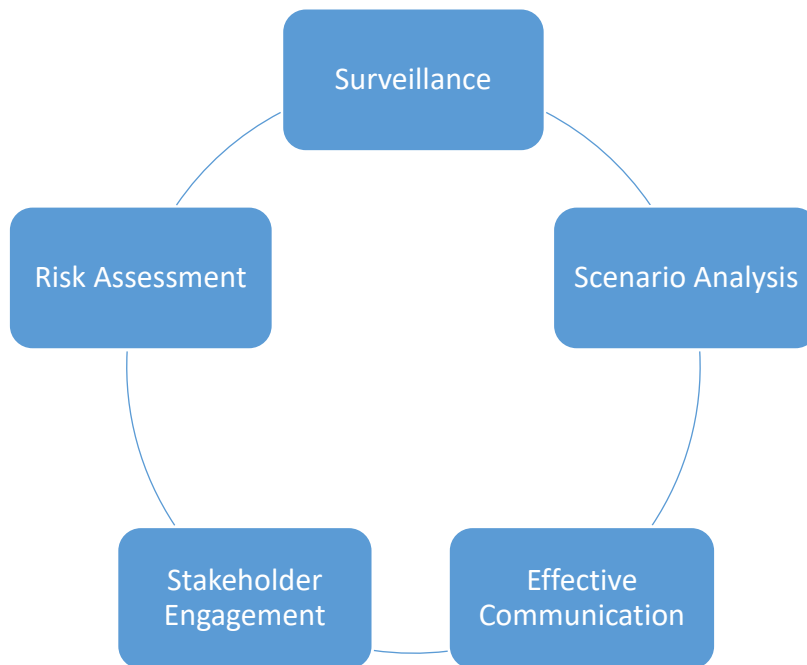 Surveillance
Risk Assessment
Scenario Analysis
Stakeholder
Engagement
Effective
Communication